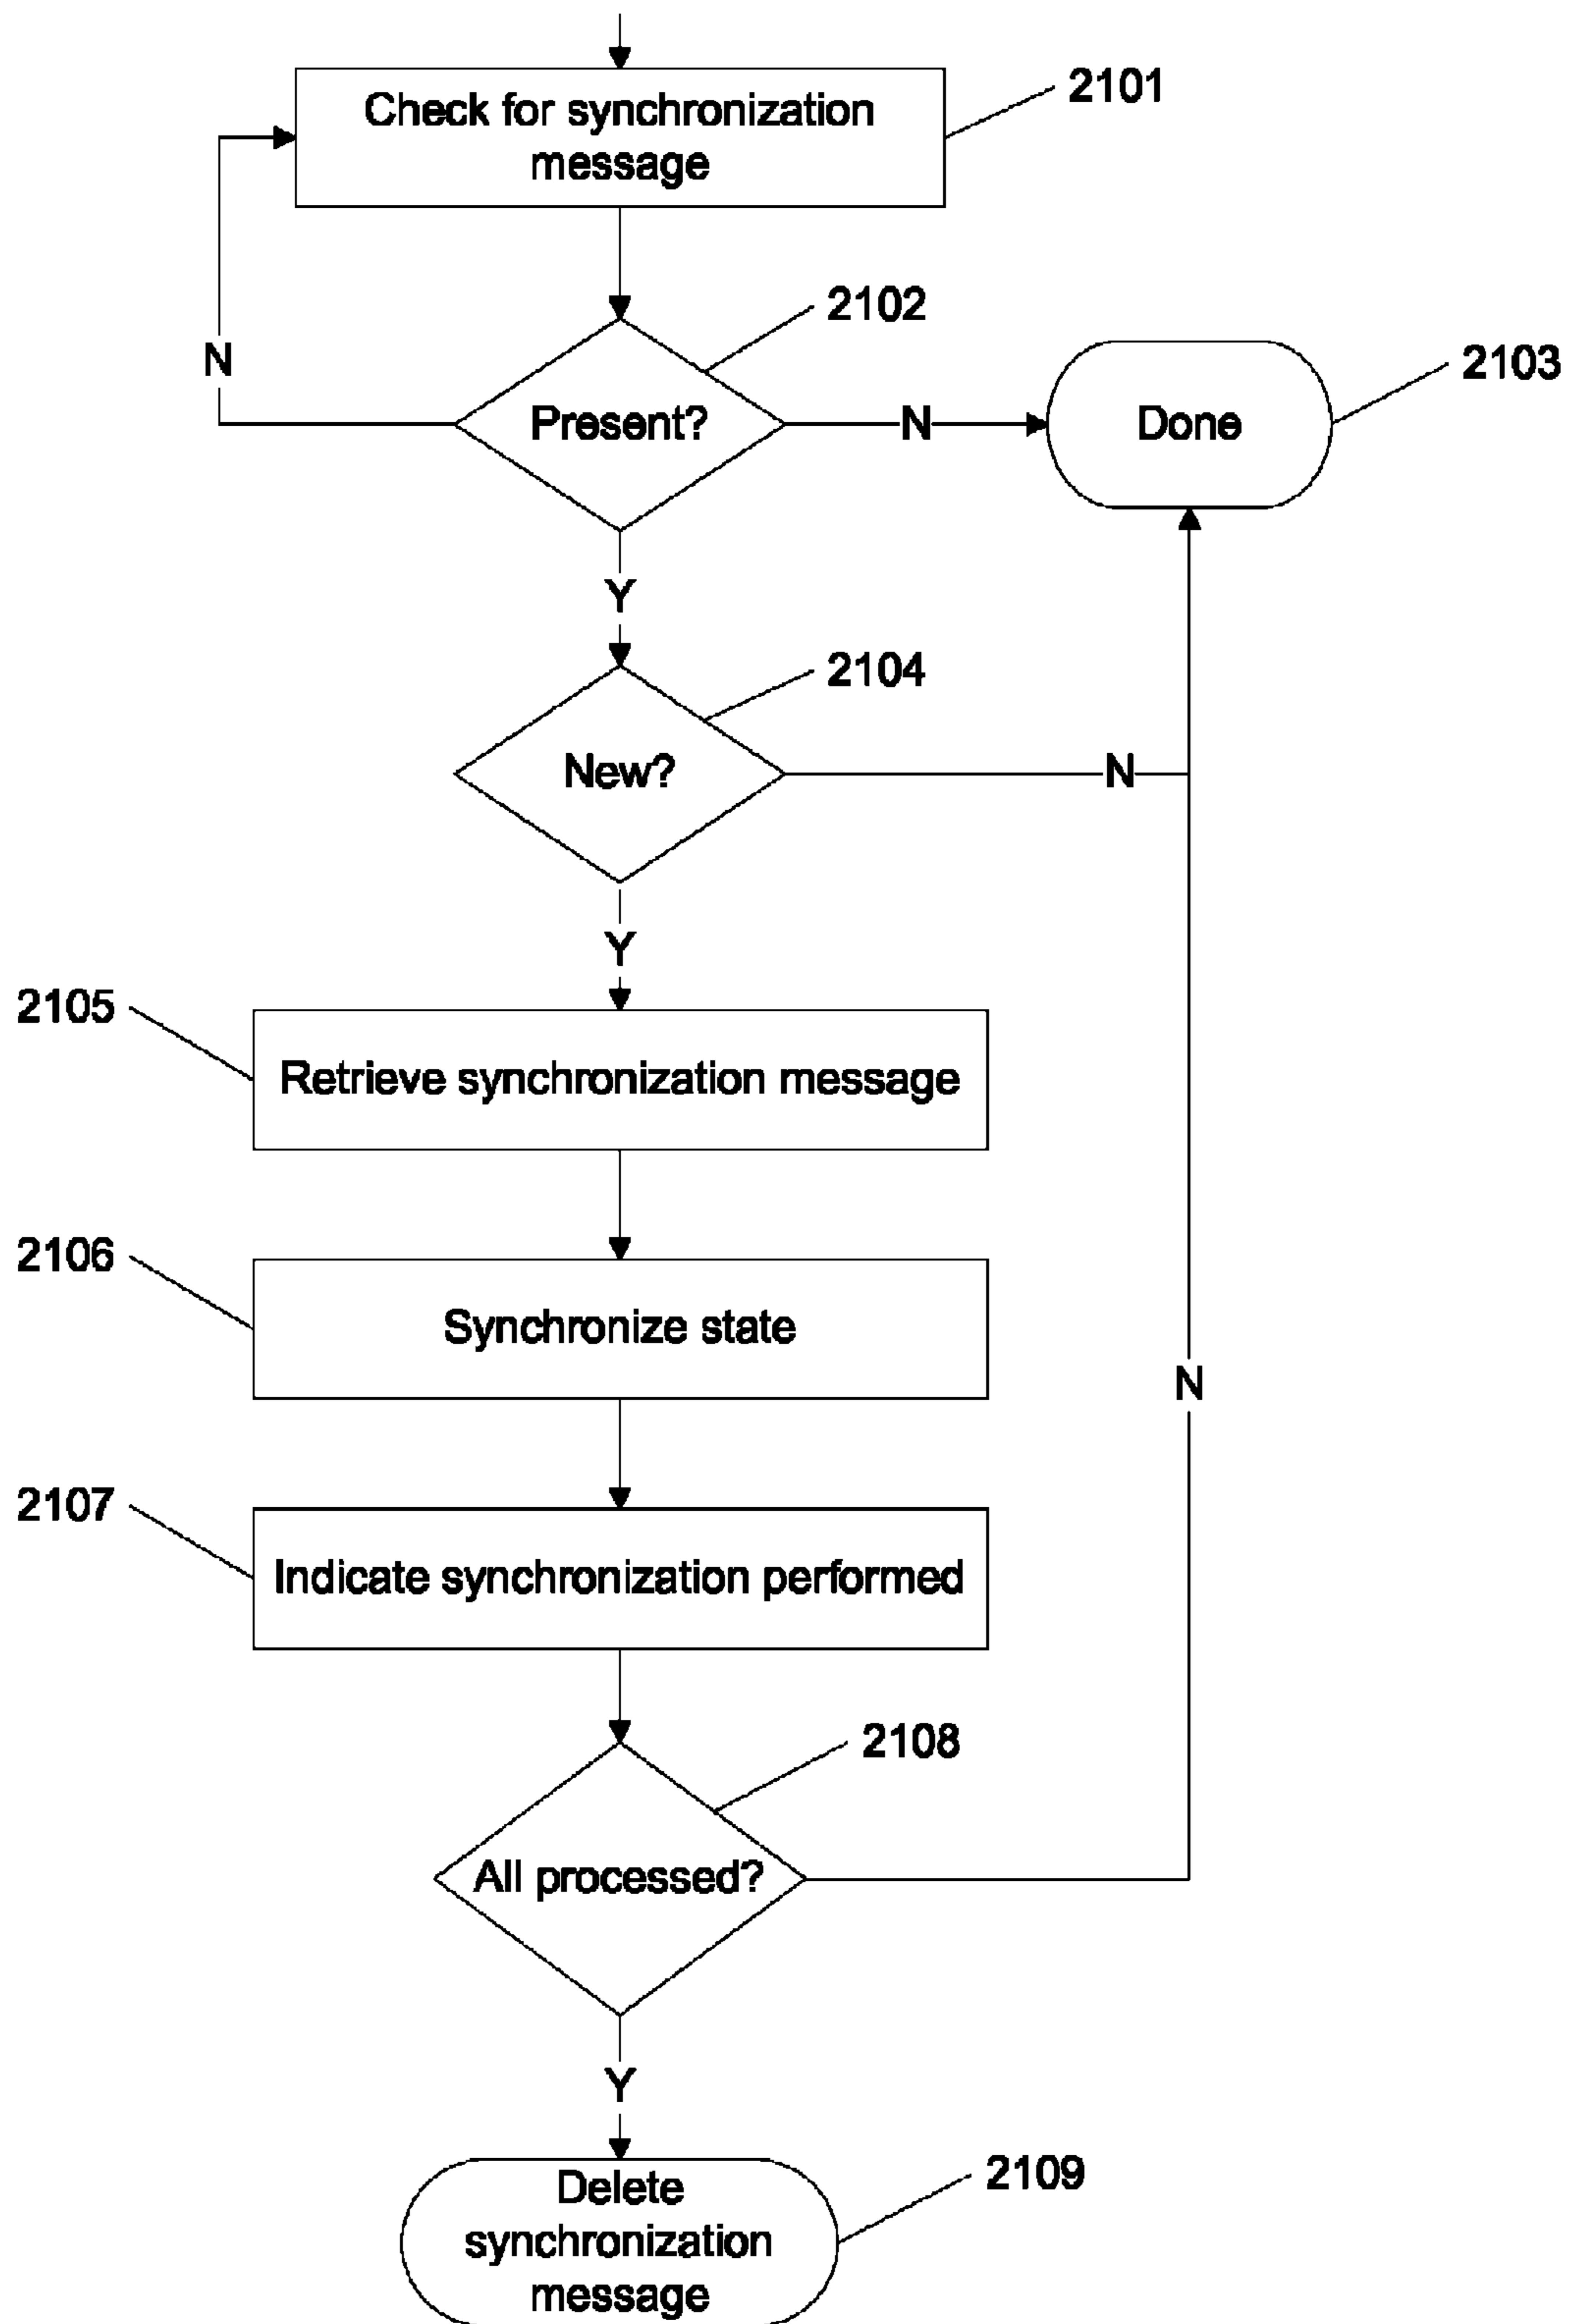 Check for synchronization
message
2101
2102
N
Present?
N
Done
2103
Y
2104
New?
N
Y
2105
Retrieve synchronization message
2106
Synchronize state
N
2107
Indicate synchronization performed
2108
All processed?
Y
Delete
synchronization
message
2109